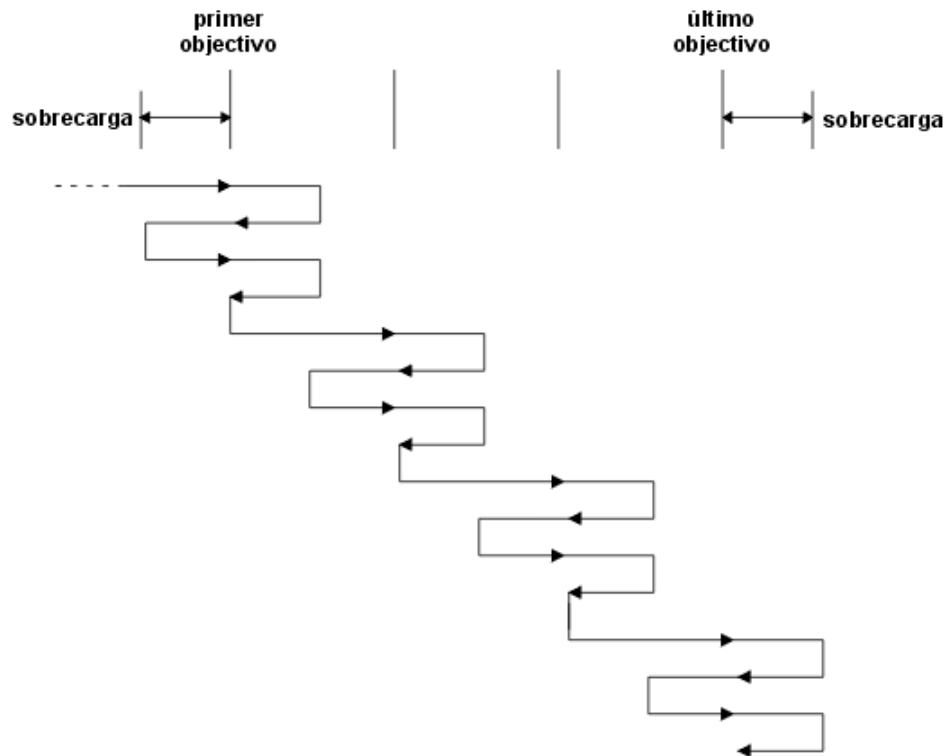 primer
objectivo
último
objectivo
sobrecarga
sobrecarga